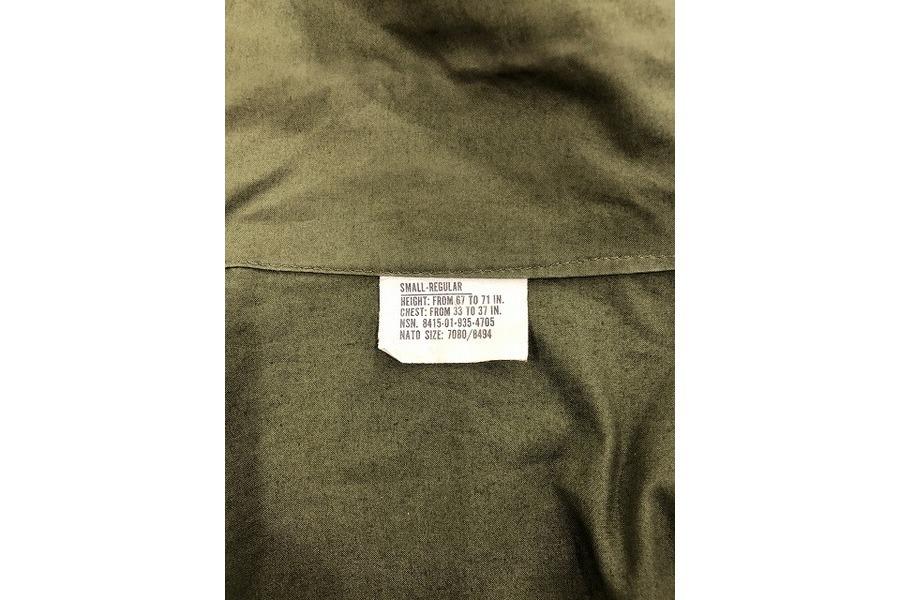 SMALL-REGULAR
HEIGHT: FROM 67 TO 71 IN.
CHEST: FROM 33 TO 37 IN.
NSN. 8415-01-935-4705
NATO SIZE: 7080/8494